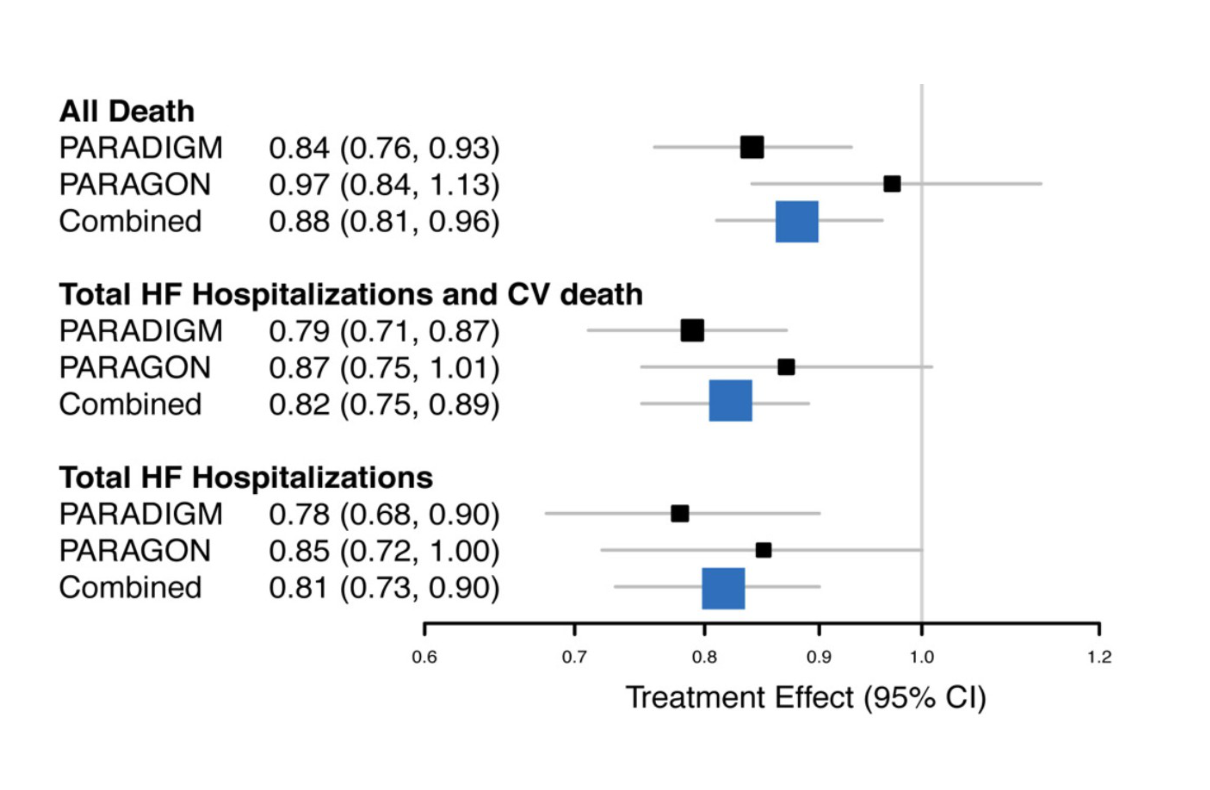 All Death
PARADIGM 0.84 (0.76, 0.93)
PARAGON 0.97 (0.84, 1.13)
Combined 0.88 (0.81, 0.96)
Total HF Hospitalizations and CV death
PARADIGM 0.79 (0.71, 0.87)
PARAGON 0.87 (0.75, 1.01)
Combined 0.82 (0.75, 0.89)
Total HF Hospitalizations
PARADIGM 0.78 (0.68, 0.90)
PARAGON 0.85 (0.72, 1.00)
Combined 0.81 (0.73, 0.90)
0.6 0.7 0.8 0.9 1.0 1.2
Treatment Effect (95% CI)